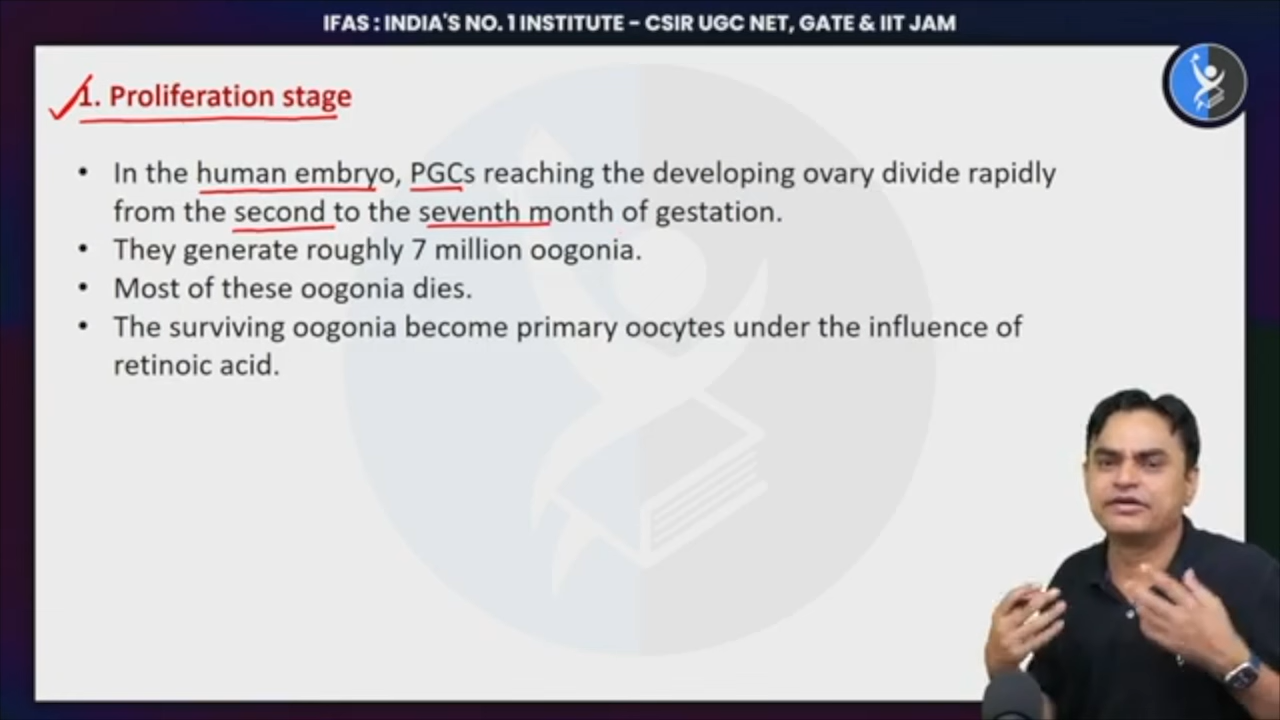 IFAS : INDIA'S NO. 1 INSTITUTE - CSIR UGC NET, GATE & IIT JAM
1. Proliferation stage
• In the human embryo, PGCs reaching the developing ovary divide rapidly
from the second to the seventh month of gestation.
• They generate roughly 7 million oogonia.
• Most of these oogonia dies.
• The surviving oogonia become primary oocytes under the influence of
retinoic acid.